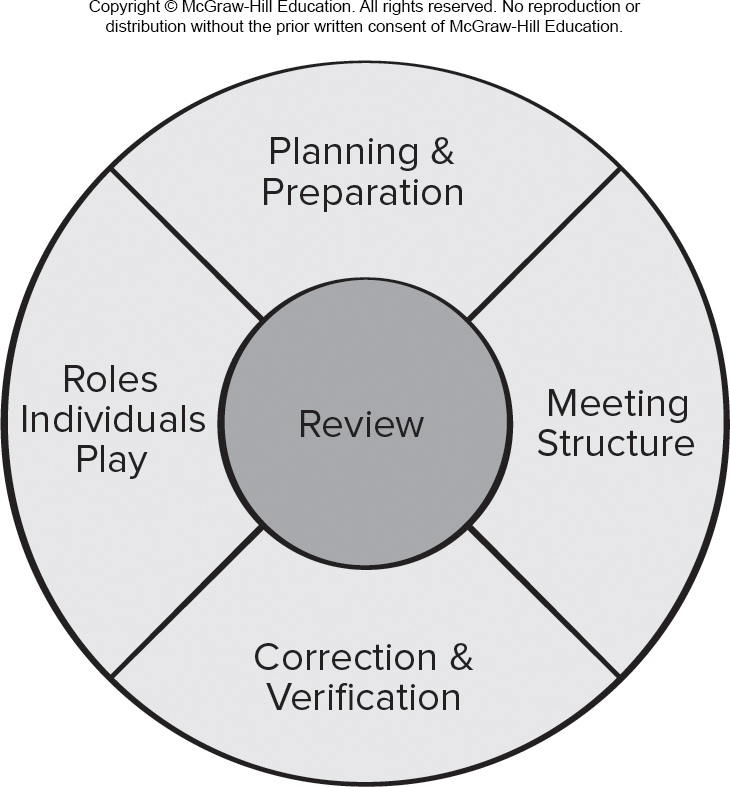 Copyright © McGraw-Hill Education. All rights reserved. No reproduction or
distribution without the prior written consent of McGraw-Hill Education.
Planning &
Preparation
Roles
Individuals
Play
Review
Meeting
Structure
Correction &
Verification